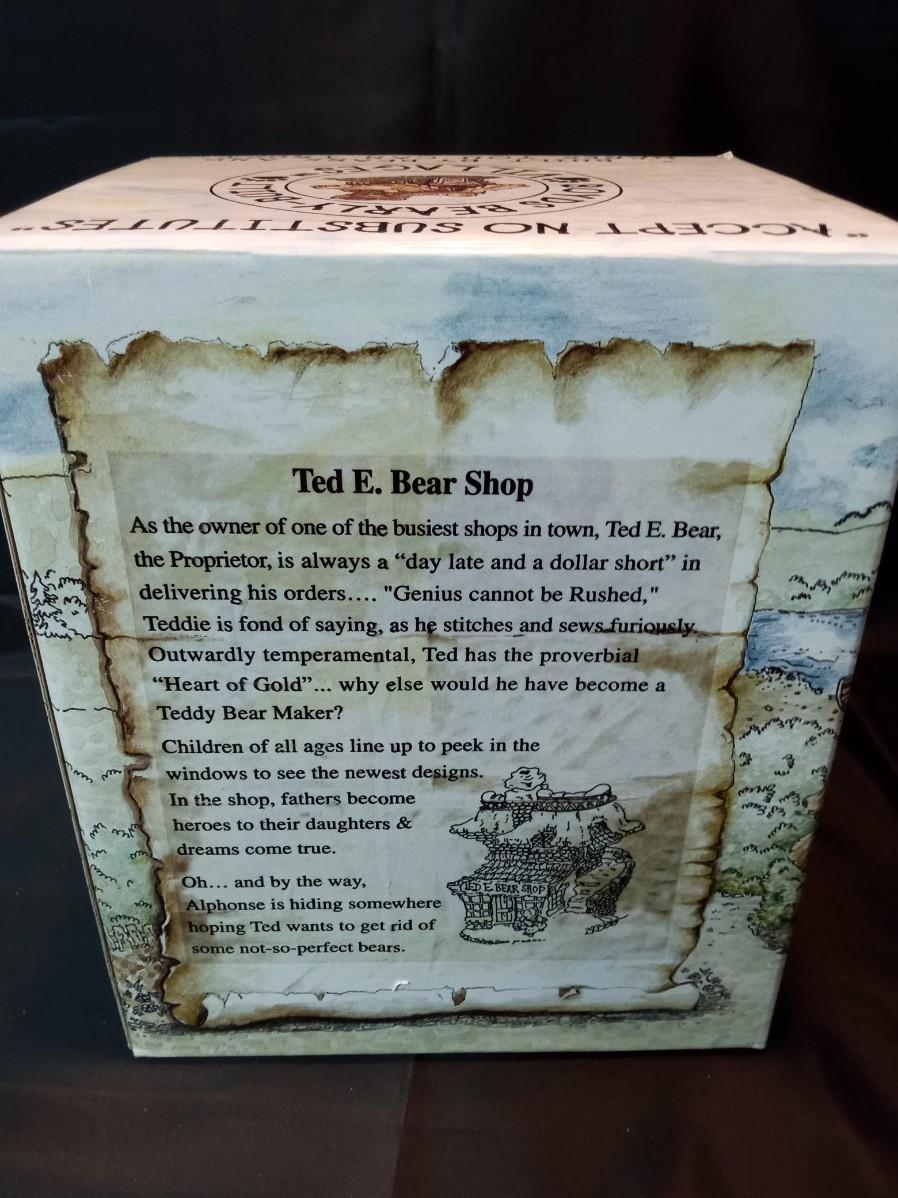 "ACCEPT NO SUBSTITUTES"
BOYDS BEARLY-BUILT VILLAGES
Ted E. Bear Shop
As the owner of one of the busiest shops in town, Ted E. Bear,
the Proprietor, is always a “day late and a dollar short” in
delivering his orders.... "Genius cannot be Rushed,"
Teddie is fond of saying, as he stitches and sews furiously.
Outwardly temperamental, Ted has the proverbial
“Heart of Gold”... why else would he have become a
Teddy Bear Maker?
Children of all ages line up to peek in the
windows to see the newest designs.
In the shop, fathers become
heroes to their daughters &
dreams come true.
Oh... and by the way,
Alphonse is hiding somewhere
hoping Ted wants to get rid of
some not-so-perfect bears.
TED E BEAR SHOP